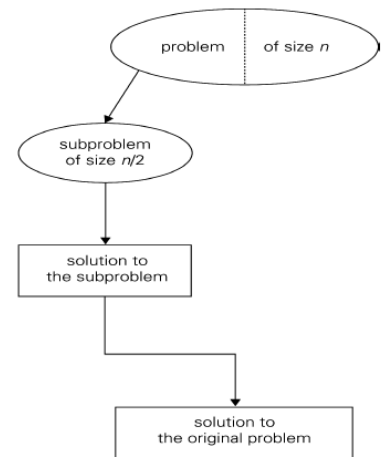 problem of size n
subproblem
of size n/2
solution to
the subproblem
solution to
the original problem